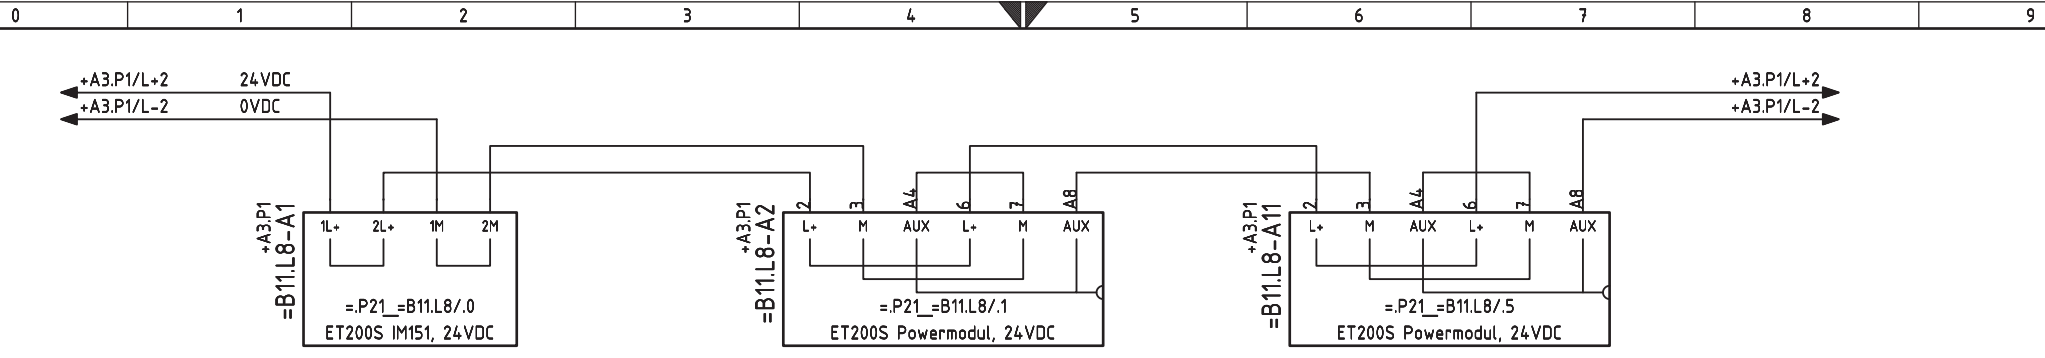 0 1 2 3 4 5 6 7 8 9
+A3.P1/L+2 24VDC +A3.P1/L+2
+A3.P1/L-2 0VDC +A3.P1/L-2
+A3.P1
=B11.L8-A1
1L+ 2L+ 1M 2M
=.P21__=B11.L8/.0
ET200S IM151, 24VDC
+A3.P1
=B11.L8-A2
2 3 A4 6 7 A8
L+ M AUX L+ M AUX
=.P21__=B11.L8/.1
ET200S Powermodul, 24VDC
+A3.P1
=B11.L8-A11
2 3 A4 6 7 A8
L+ M AUX L+ M AUX
=.P21__=B11.L8/.5
ET200S Powermodul, 24VDC